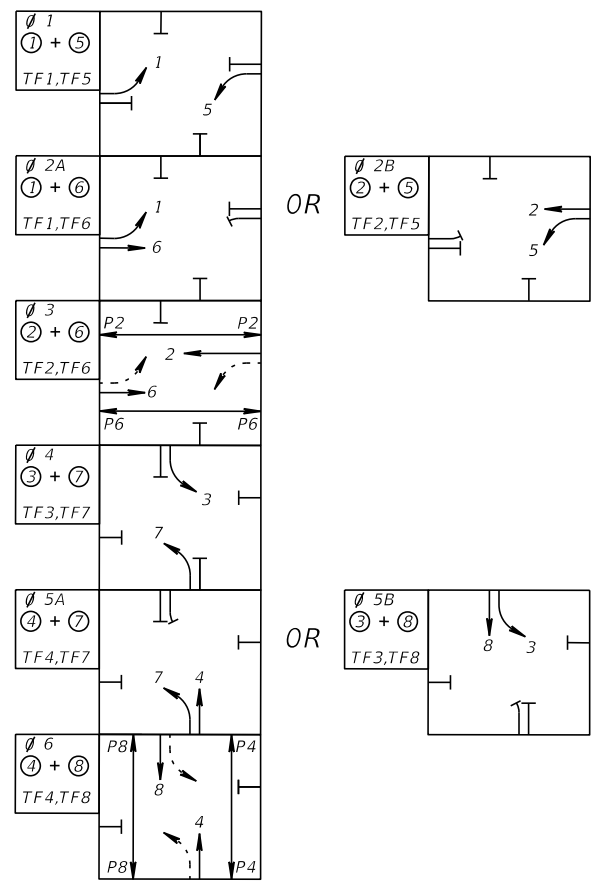 Ø 1
1 + 5
TF1,TF5
1
5
Ø 2A
1 + 6
TF1,TF6
1
6
OR
Ø 2B
2 + 5
TF2,TF5
2
5
Ø 3
2 + 6
TF2,TF6
P2 P2
2
6
P6 P6
Ø 4
3 + 7
TF3,TF7
3
7
Ø 5A
4 + 7
TF4,TF7
7 4
OR
Ø 5B
3 + 8
TF3,TF8
8 3
Ø 6
4 + 8
TF4,TF8
P8 P4
8
4
P8 P4